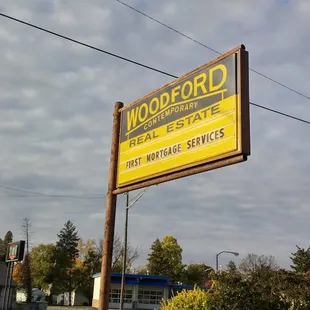 WOODFORD
CONTEMPORARY
REAL ESTATE
FIRST MORTGAGE SERVICES